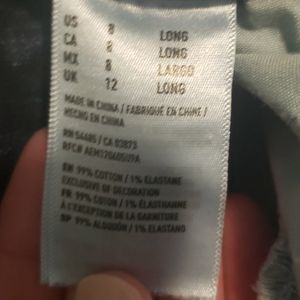 US 8 LONG
CA 8 LONG
MX 8 LARGO
UK 12 LONG
MADE IN CHINA / FABRIQUÉ EN CHINE /
HECHO EN CHINA
RN 54485 / CA 03873
RFC#
EN 99% COTTON / 1% ELASTANE
EXCLUSIVE OF DECORATION
FR 99% COTON / 1% ÉLASTHANNE
À L'EXCEPTION DE LA GARNITURE
SP 99% ALGODÓN / 1% ELASTANO